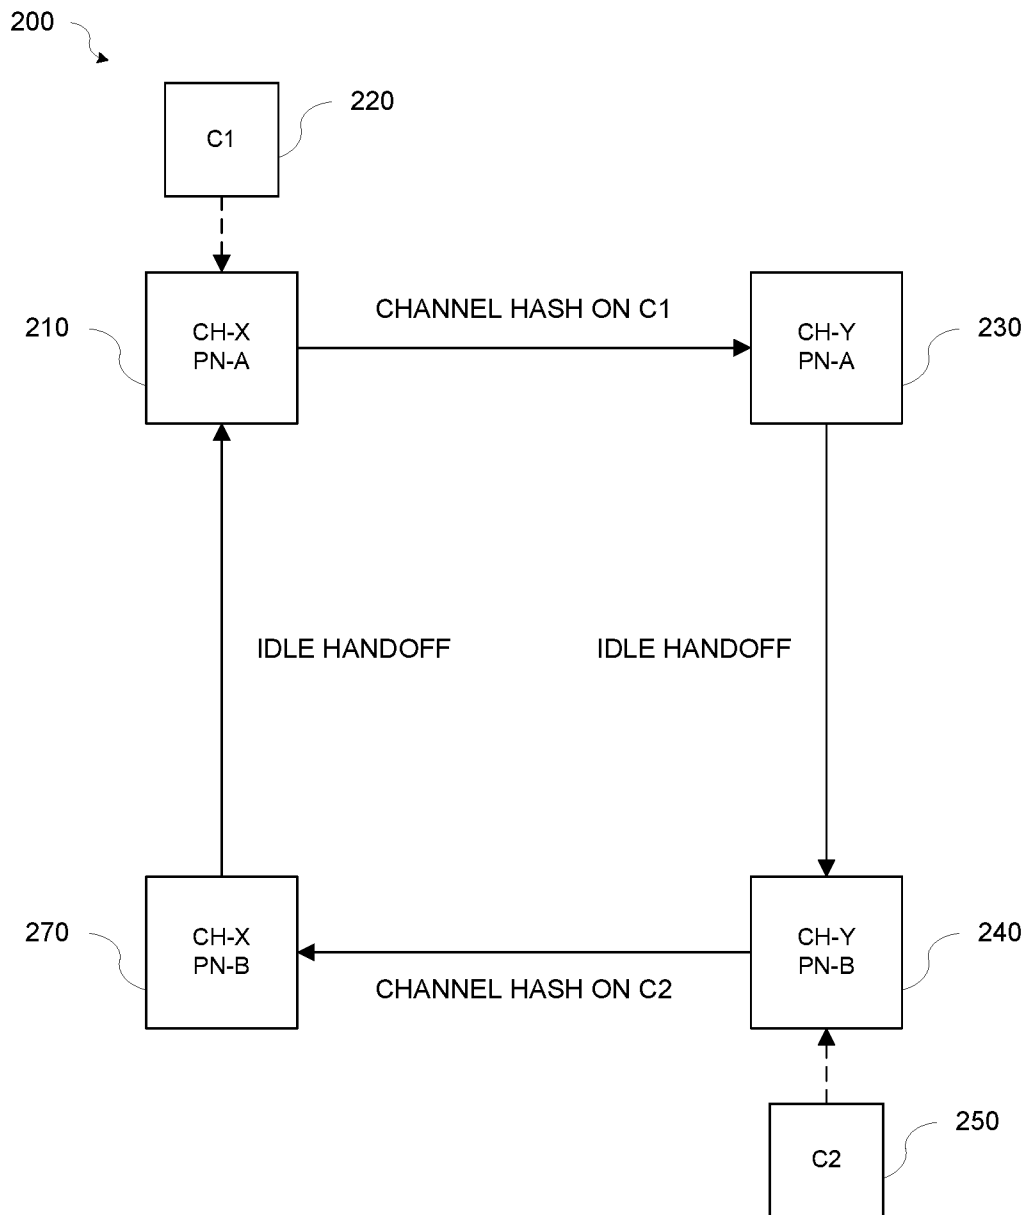 200
220
C1
CHANNEL HASH ON C1
210
CH-X
PN-A
CH-Y
PN-A
230
IDLE HANDOFF
IDLE HANDOFF
270
CH-X
PN-B
CH-Y
PN-B
240
CHANNEL HASH ON C2
C2
250